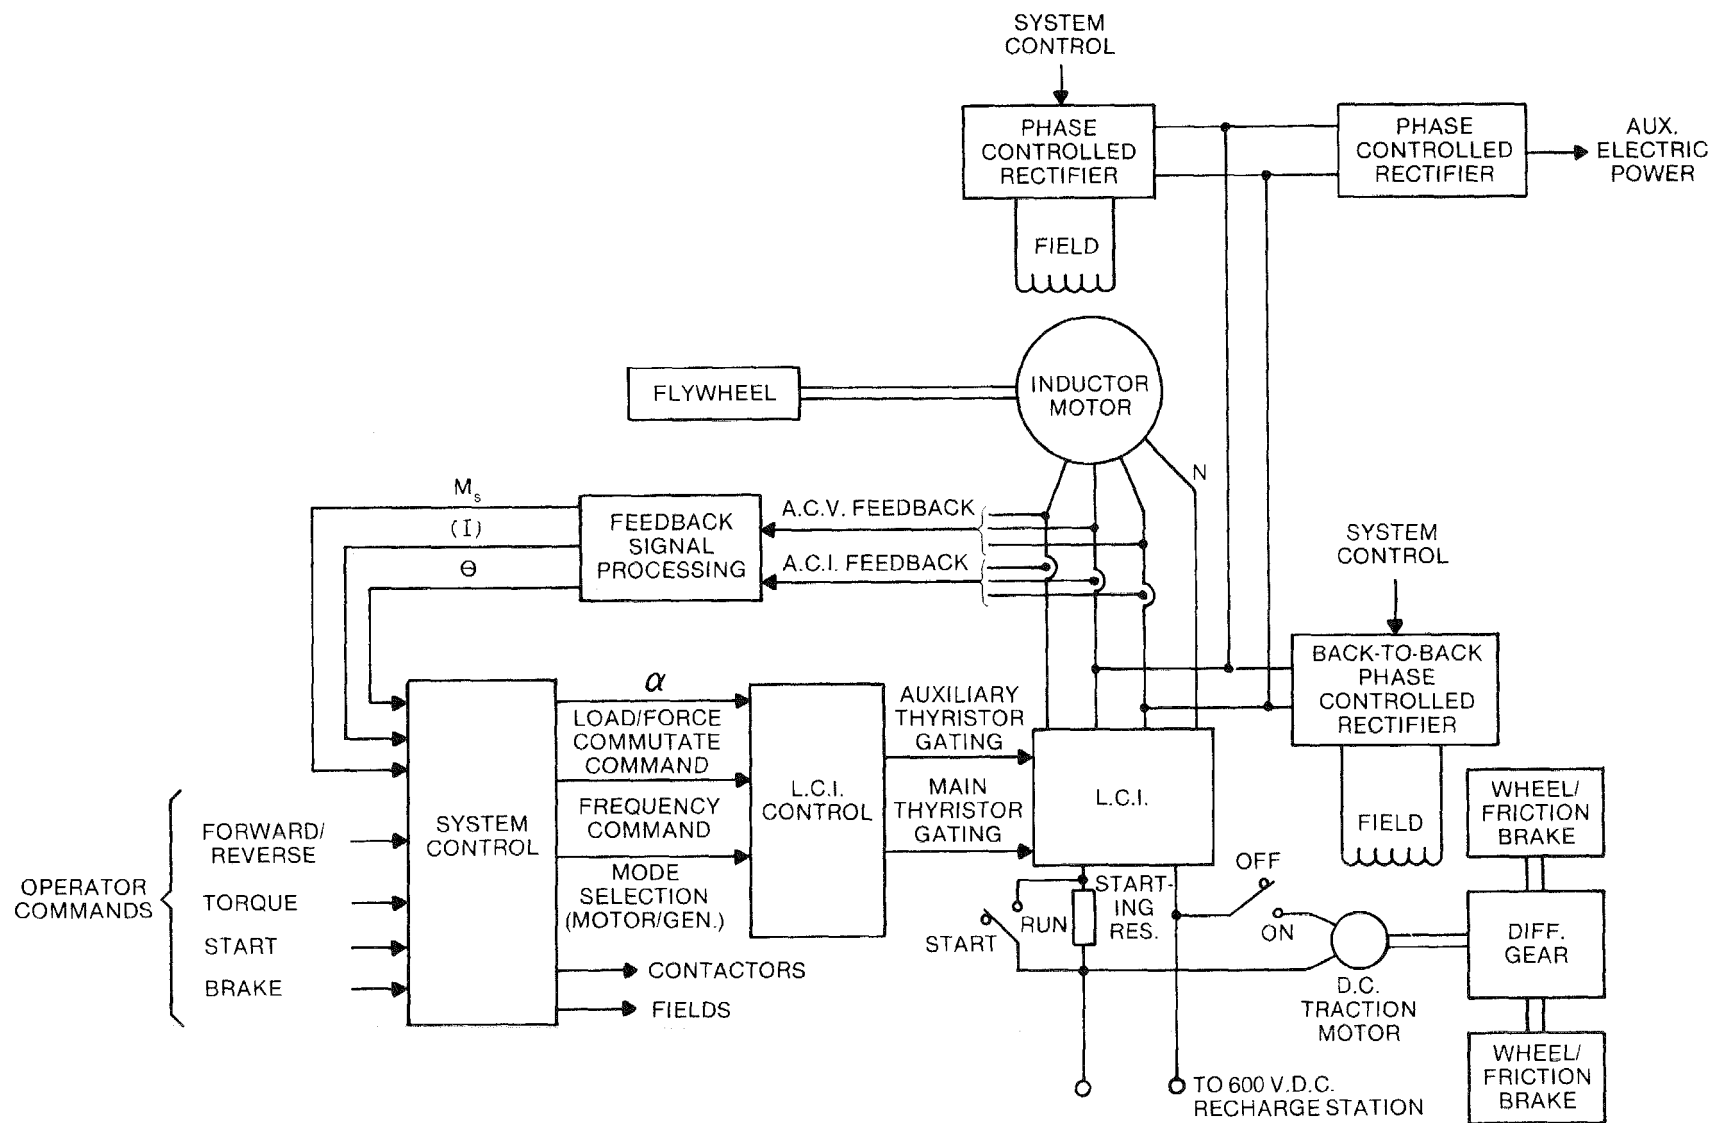 SYSTEM
CONTROL
PHASE
CONTROLLED
RECTIFIER
PHASE
CONTROLLED
RECTIFIER
AUX.
ELECTRIC
POWER
FIELD
FLYWHEEL
INDUCTOR
MOTOR
N
Ms
(I)
Θ
FEEDBACK
SIGNAL
PROCESSING
A.C.V. FEEDBACK
A.C.I. FEEDBACK
SYSTEM
CONTROL
BACK-TO-BACK
PHASE
CONTROLLED
RECTIFIER
FIELD
α
LOAD/FORCE
COMMUTATE
COMMAND
FREQUENCY
COMMAND
MODE
SELECTION
(MOTOR/GEN.)
SYSTEM
CONTROL
L.C.I.
CONTROL
AUXILIARY
THYRISTOR
GATING
MAIN
THYRISTOR
GATING
L.C.I.
OPERATOR
COMMANDS
FORWARD/
REVERSE
TORQUE
START
BRAKE
CONTACTORS
FIELDS
START
RUN
START-
ING
RES.
OFF
ON
D.C.
TRACTION
MOTOR
WHEEL/
FRICTION
BRAKE
DIFF.
GEAR
WHEEL/
FRICTION
BRAKE
TO 600 V.D.C.
RECHARGE STATION